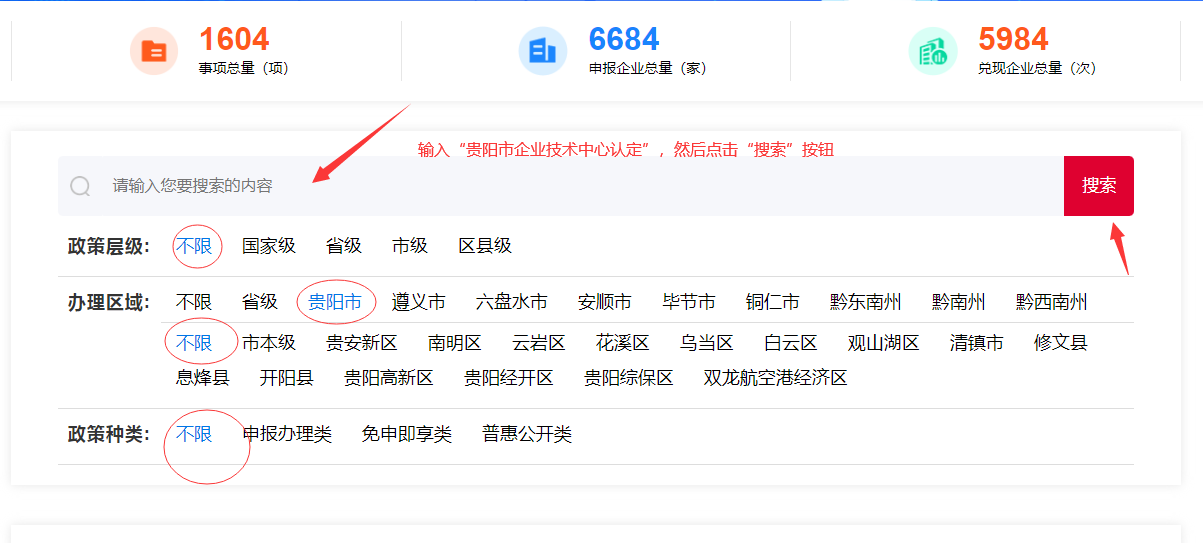 1604 6684 5984
事项总量（项） 申报企业总量（家） 兑现企业总量（次）
输入“贵阳市企业技术中心认定”，然后点击“搜索”按钮
请输入您要搜索的内容 搜索
政策层级: 不限 国家级 省级 市级 区县级
办理区域: 不限 省级 贵阳市 遵义市 六盘水市 安顺市 毕节市 铜仁市 黔东南州 黔南州 黔西南州
不限 市本级 贵安新区 南明区 云岩区 花溪区 乌当区 白云区 观山湖区 清镇市 修文县
息烽县 开阳县 贵阳高新区 贵阳经开区 贵阳综保区 双龙航空港经济区
政策种类: 不限 申报办理类 免申即享类 普惠公开类